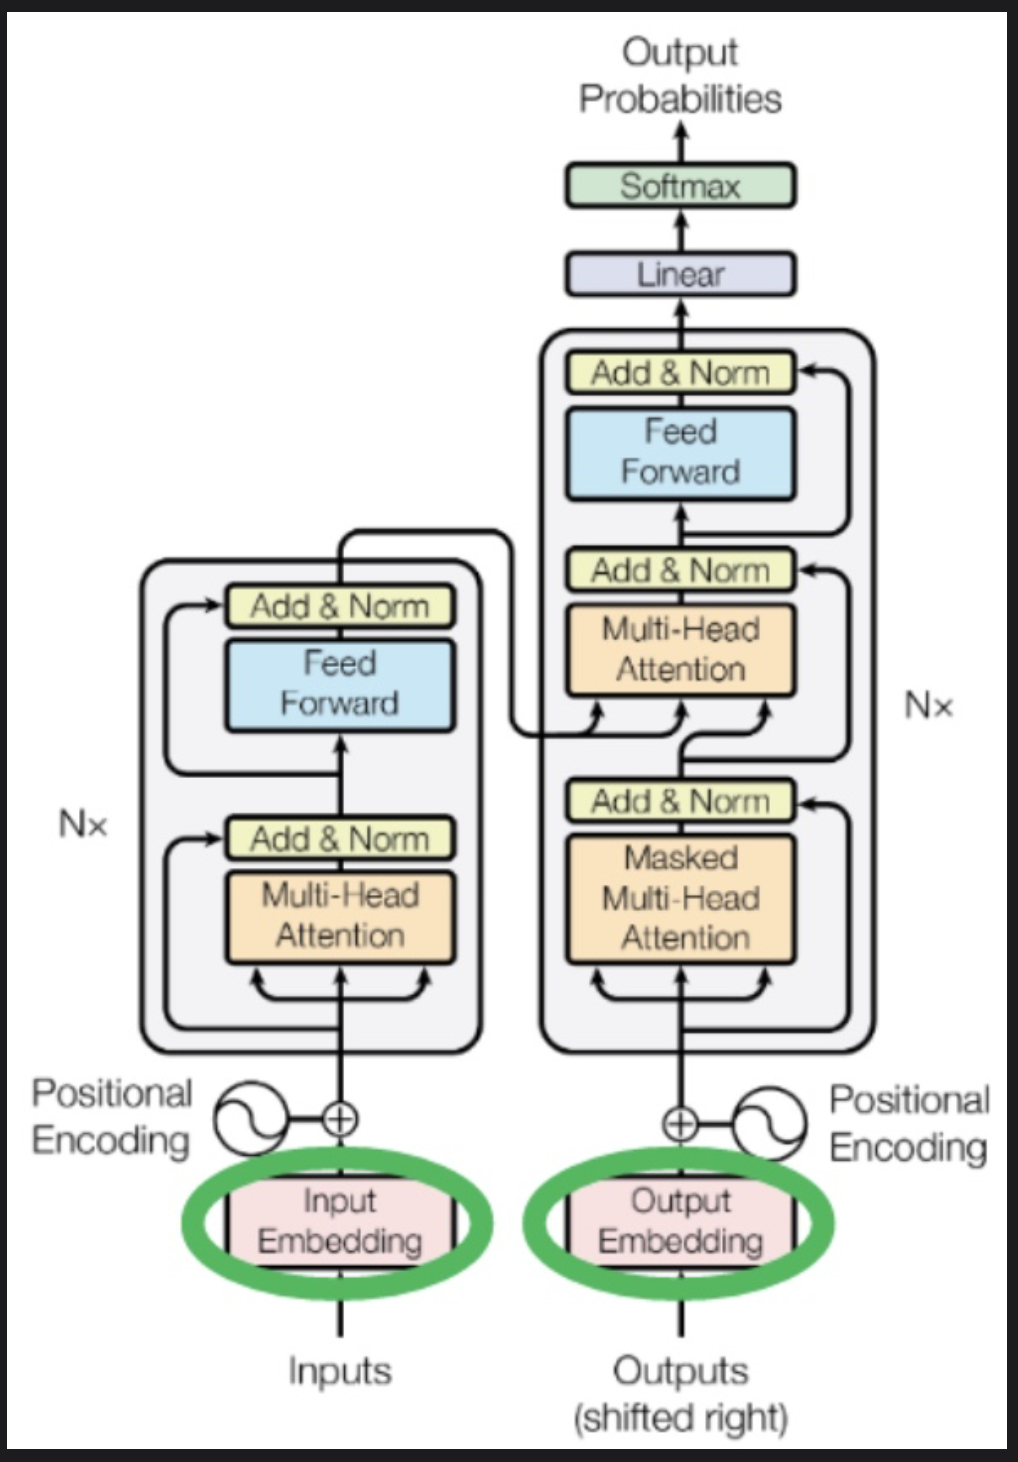 Output
Probabilities
Softmax
Linear
Add & Norm
Feed
Forward
Add & Norm
Multi-Head
Attention
Nx
Add & Norm
Masked
Multi-Head
Attention
Add & Norm
Feed
Forward
Nx
Add & Norm
Multi-Head
Attention
Positional
Encoding
Positional
Encoding
Input
Embedding
Output
Embedding
Inputs
Outputs
(shifted right)